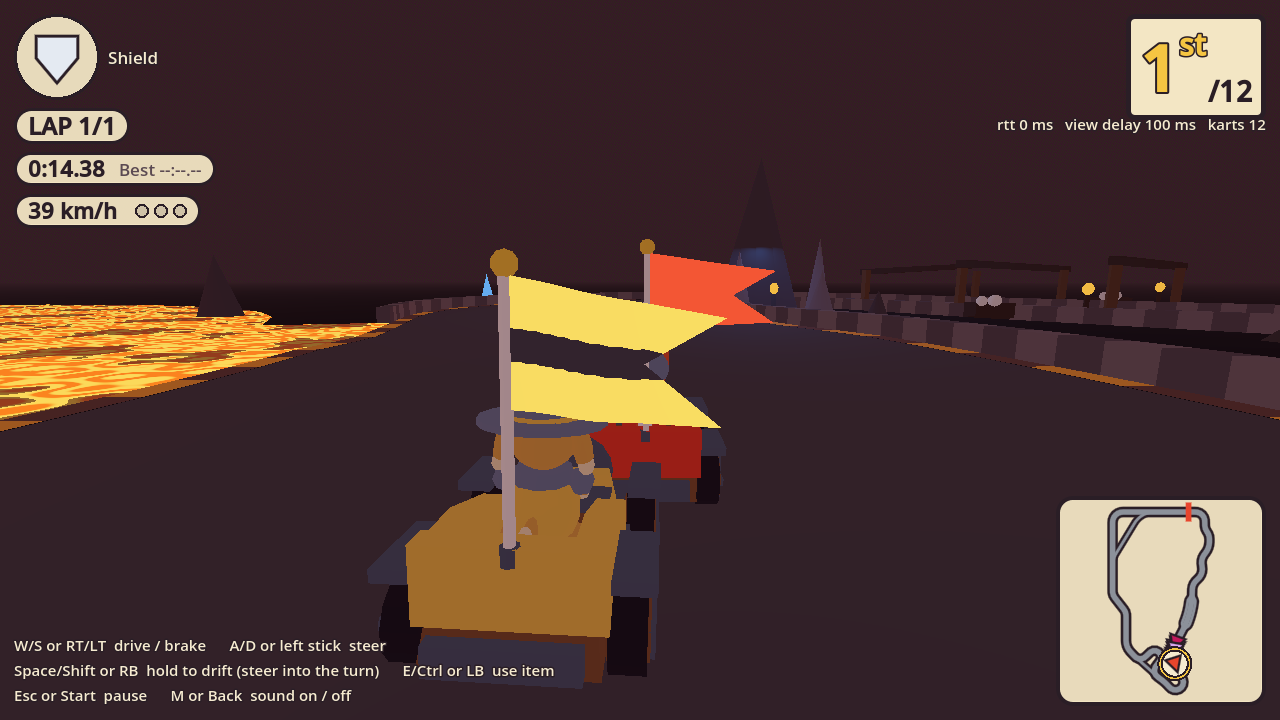 Shield
1st
/12
LAP 1/1
rtt 0 ms view delay 100 ms karts 12
0:14.38 Best --:--.--
39 km/h
W/S or RT/LT drive / brake A/D or left stick steer
Space/Shift or RB hold to drift (steer into the turn) E/Ctrl or LB use item
Esc or Start pause M or Back sound on / off